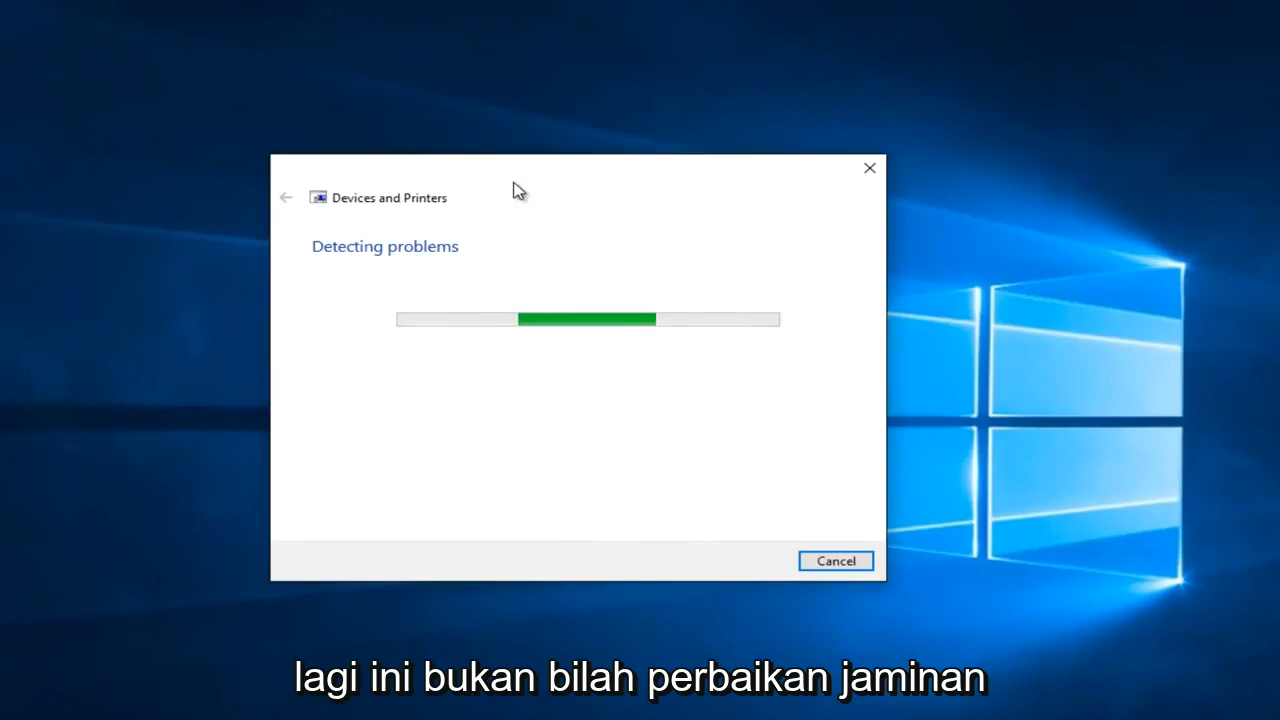 Devices and Printers
Detecting problems
Cancel
lagi ini bukan bilah perbaikan jaminan